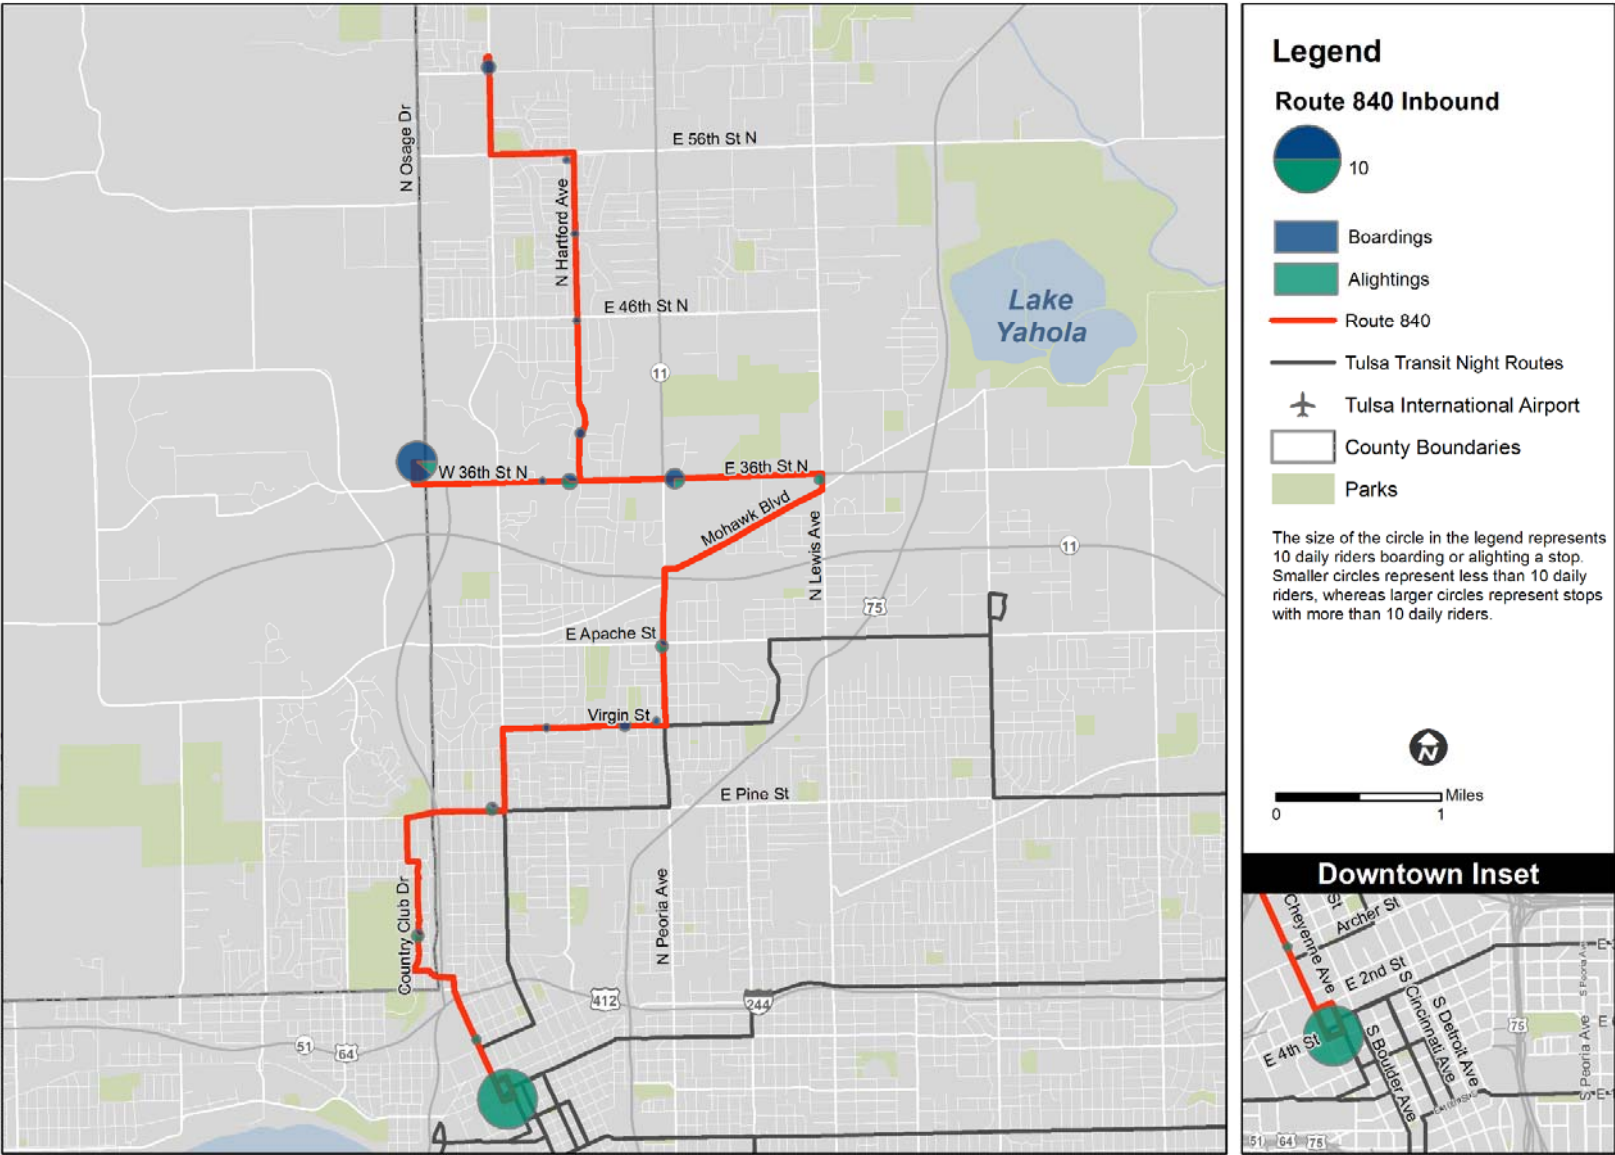 N Osage Dr
E 56th St N
N Hartford Ave
E 46th St N
Lake
Yahola
11
W 36th St N
E 36th St N
Mohawk Blvd
N Lewis Ave
11
75
E Apache St
Virgin St
E Pine St
Country Club Dr
N Peoria Ave
412
244
51
64
Legend
Route 840 Inbound
10
Boardings
Alightings
Route 840
Tulsa Transit Night Routes
Tulsa International Airport
County Boundaries
Parks
The size of the circle in the legend represents
10 daily riders boarding or alighting a stop.
Smaller circles represent less than 10 daily
riders, whereas larger circles represent stops
with more than 10 daily riders.
N
Miles
0
1
Downtown Inset
Cheyenne Ave
St
Archer St
E 2nd St
S Cincinnati Ave
S Detroit Ave
E 4th St
S Boulder Ave
S Peoria Ave
S Peoria Ave
75
51
64
75